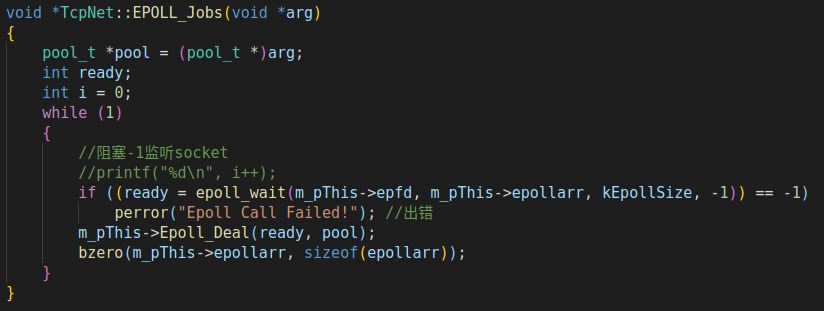 void *TcpNet::EPOLL_Jobs(void *arg)
{
    pool_t *pool = (pool_t *)arg;
    int ready;
    int i = 0;
    while (1)
    {
        //阻塞-1监听socket
        //printf("%d\n", i++);
        if ((ready = epoll_wait(m_pThis->epfd, m_pThis->epollarr, kEpollSize, -1)) == -1)
            perror("Epoll Call Failed!"); //出错
        m_pThis->Epoll_Deal(ready, pool);
        bzero(m_pThis->epollarr, sizeof(epollarr));
    }
}